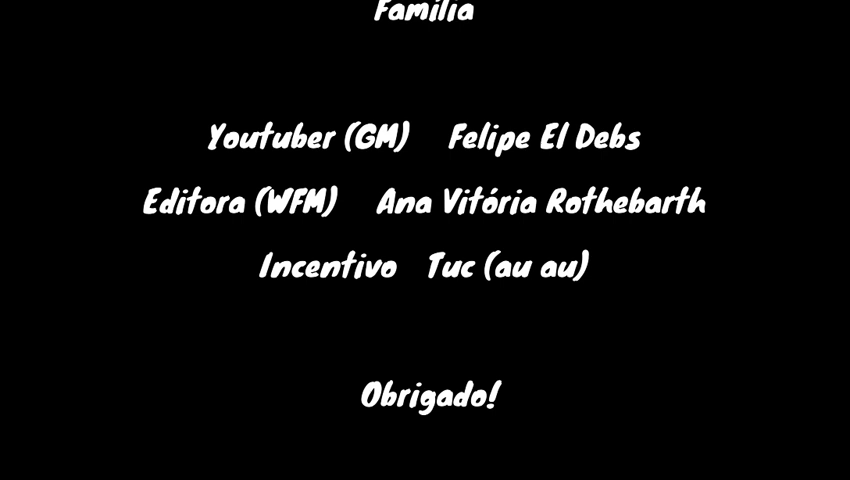 Família
Youtuber (GM) Felipe El Debs
Editora (WFM) Ana Vitória Rothebarth
Incentivo Tuc (au au)
Obrigado!